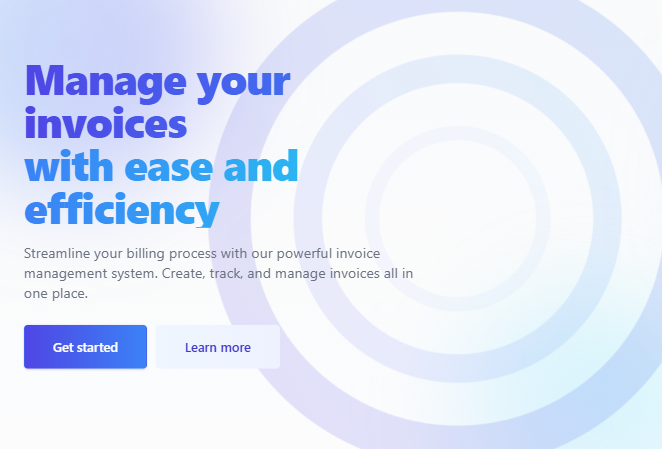 Manage your
invoices
with ease and
efficiency
Streamline your billing process with our powerful invoice
management system. Create, track, and manage invoices all in
one place.
Get started
Learn more